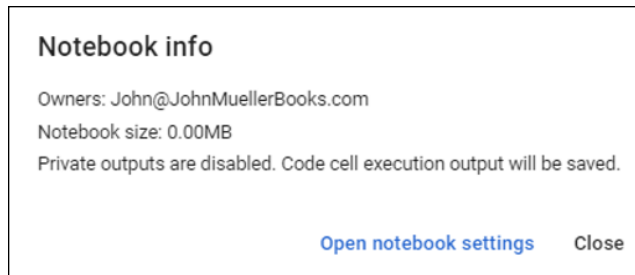 Notebook info
Owners: John@JohnMuellerBooks.com
Notebook size: 0.00MB
Private outputs are disabled. Code cell execution output will be saved.
Open notebook settings Close